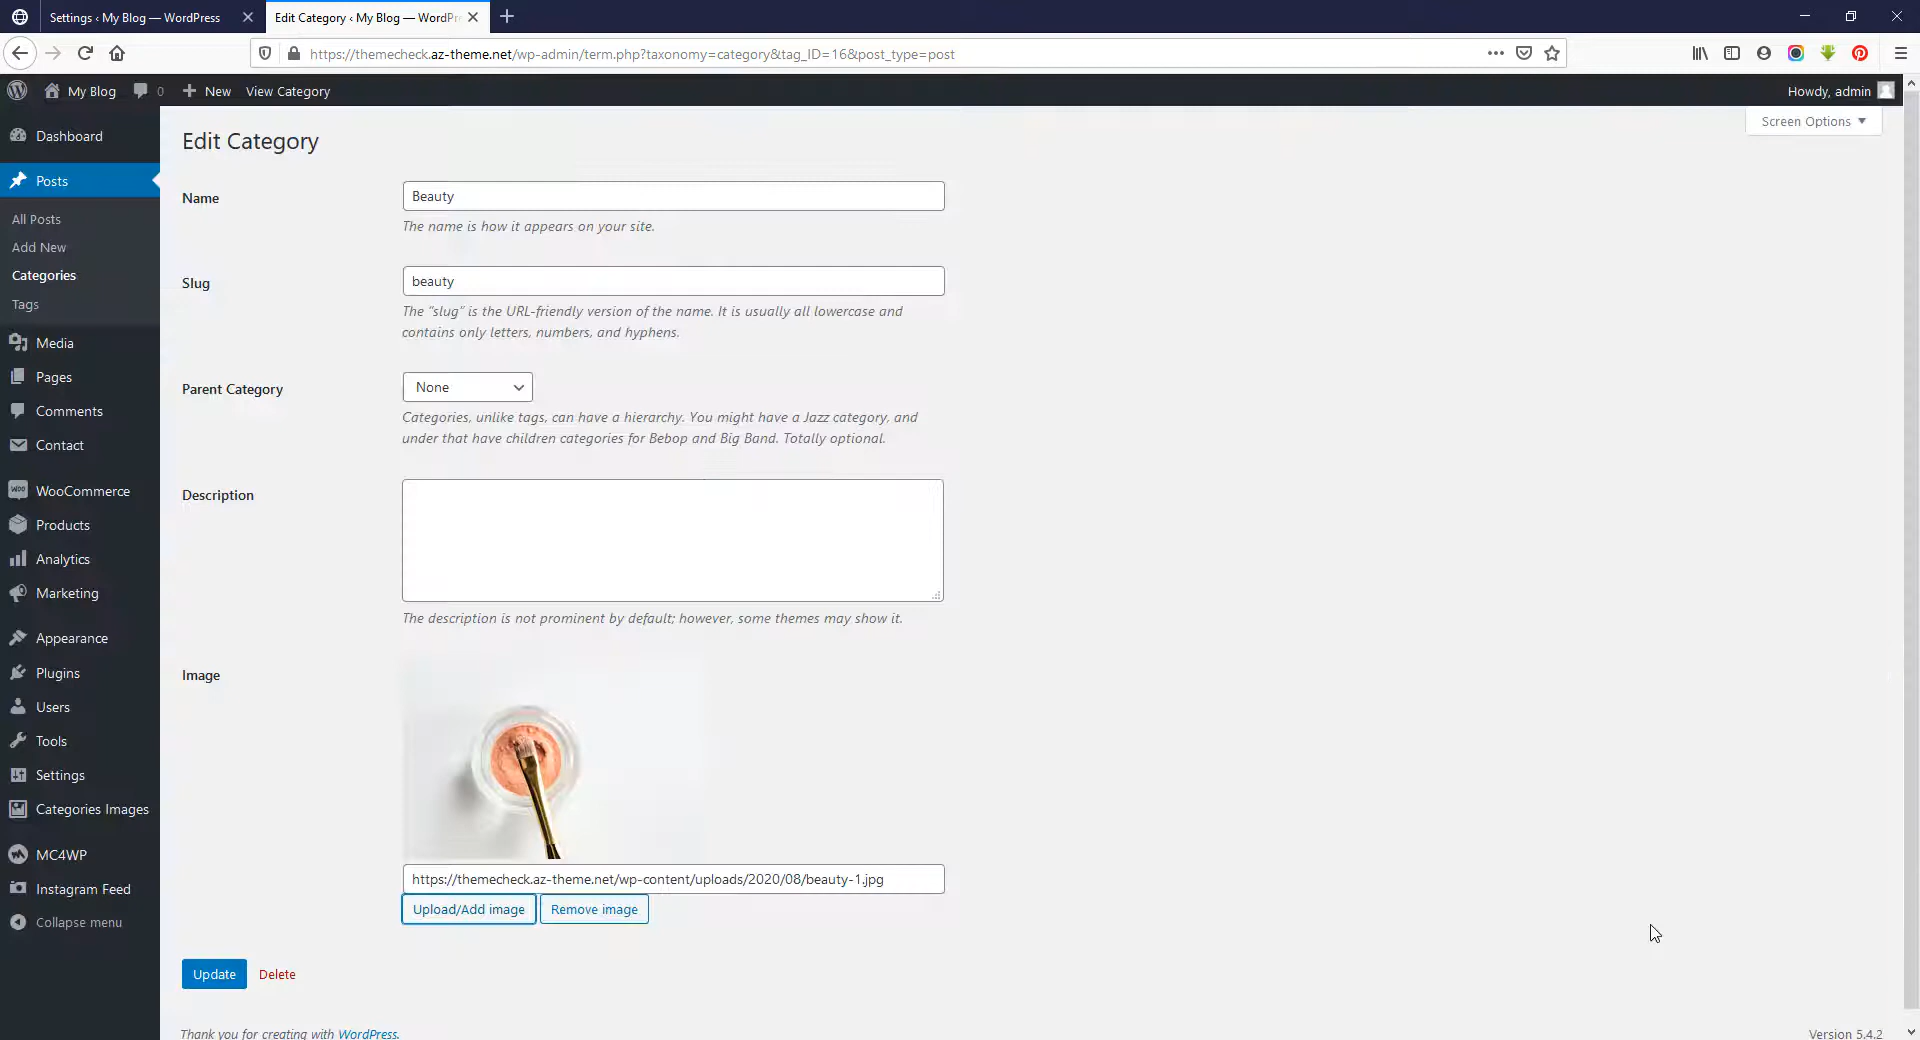 Settings ‹ My Blog — WordPress
Edit Category ‹ My Blog — WordPr
https://themecheck.az-theme.net/wp-admin/term.php?taxonomy=category&tag_ID=16&post_type=post
My Blog
0
New
View Category
Howdy, admin
Screen Options
Dashboard
Posts
All Posts
Add New
Categories
Tags
Media
Pages
Comments
Contact
WooCommerce
Products
Analytics
Marketing
Appearance
Plugins
Users
Tools
Settings
Categories Images
MC4WP
Instagram Feed
Collapse menu
Edit Category
Name
Beauty
The name is how it appears on your site.
Slug
beauty
The “slug” is the URL-friendly version of the name. It is usually all lowercase and
contains only letters, numbers, and hyphens.
Parent Category
None
Categories, unlike tags, can have a hierarchy. You might have a Jazz category, and
under that have children categories for Bebop and Big Band. Totally optional.
Description
The description is not prominent by default; however, some themes may show it.
Image
https://themecheck.az-theme.net/wp-content/uploads/2020/08/beauty-1.jpg
Upload/Add image
Remove image
Update
Delete
Thank you for creating with WordPress.
Version 5.4.2